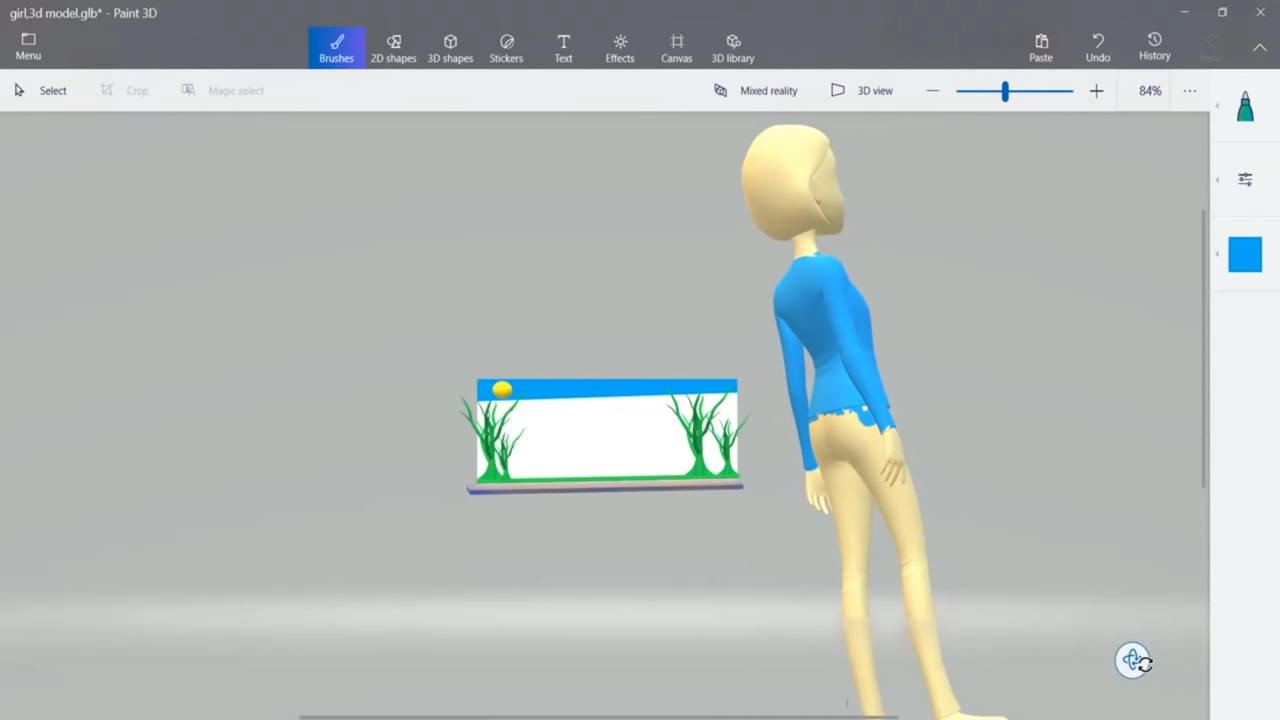 girl,3d model.glb* - Paint 3D
Menu
Brushes
2D shapes
3D shapes
Stickers
Text
Effects
Canvas
3D library
Paste
Undo
History
Select
Crop
Magic select
Mixed reality
3D view
84%